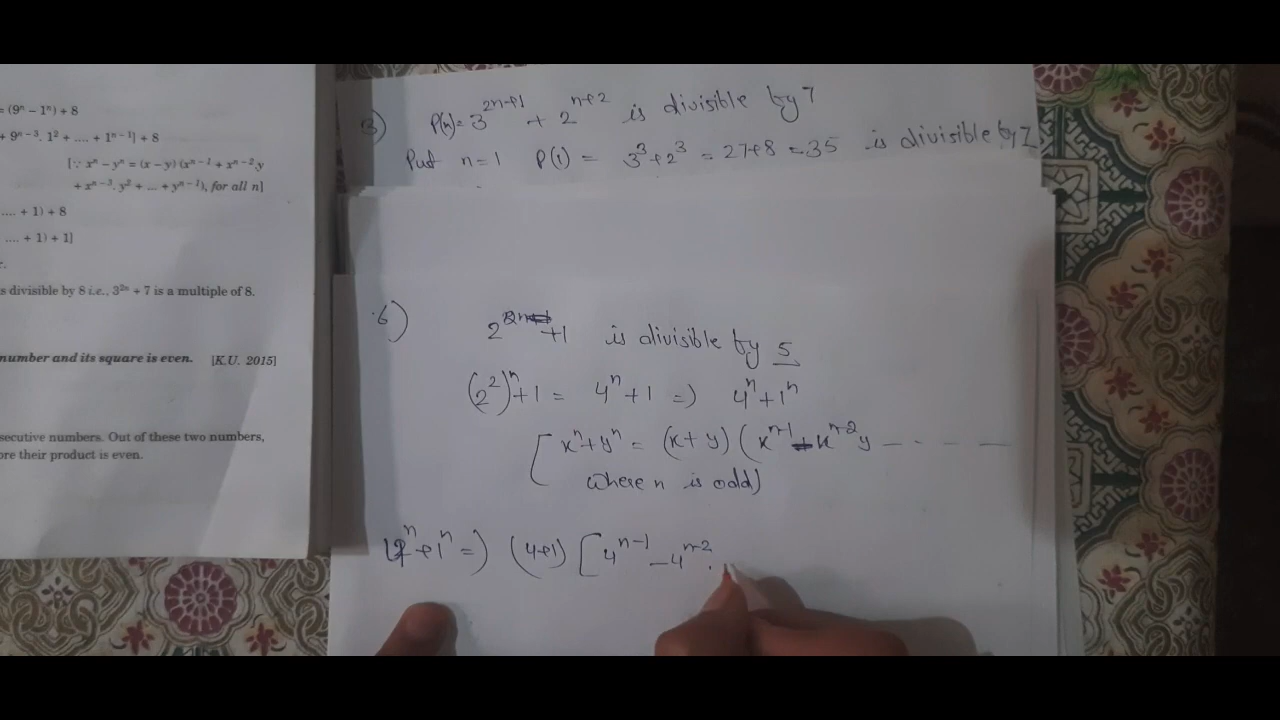 = (9ⁿ – 1ⁿ) + 8
+ 9ⁿ⁻³. 1² + .... + 1ⁿ⁻¹] + 8
[∵ xⁿ – yⁿ = (x – y) (xⁿ⁻¹ + xⁿ⁻² y
+ xⁿ⁻³. y² + ... + yⁿ⁻¹), for all n]
.... + 1) + 8
.... + 1) + 1]
s divisible by 8 i.e., 3²ⁿ + 7 is a multiple of 8.
number and its square is even. [K.U. 2015]
secutive numbers. Out of these two numbers,
ore their product is even.
P(n) = 3²ⁿ⁺¹ + 2ⁿ⁺² is divisible by 7
Put n=1 P(1) = 3³+2³ = 27+8 = 35 is divisible by 7
6) 2²ⁿ +1 is divisible by 5
(2²)ⁿ+1 = 4ⁿ+1 => 4ⁿ+1ⁿ
[ xⁿ+yⁿ = (x+y) (xⁿ⁻¹ - xⁿ⁻²y - - - -
where n is odd)
4ⁿ+1ⁿ => (4+1) [4ⁿ⁻¹ – 4ⁿ⁻² .